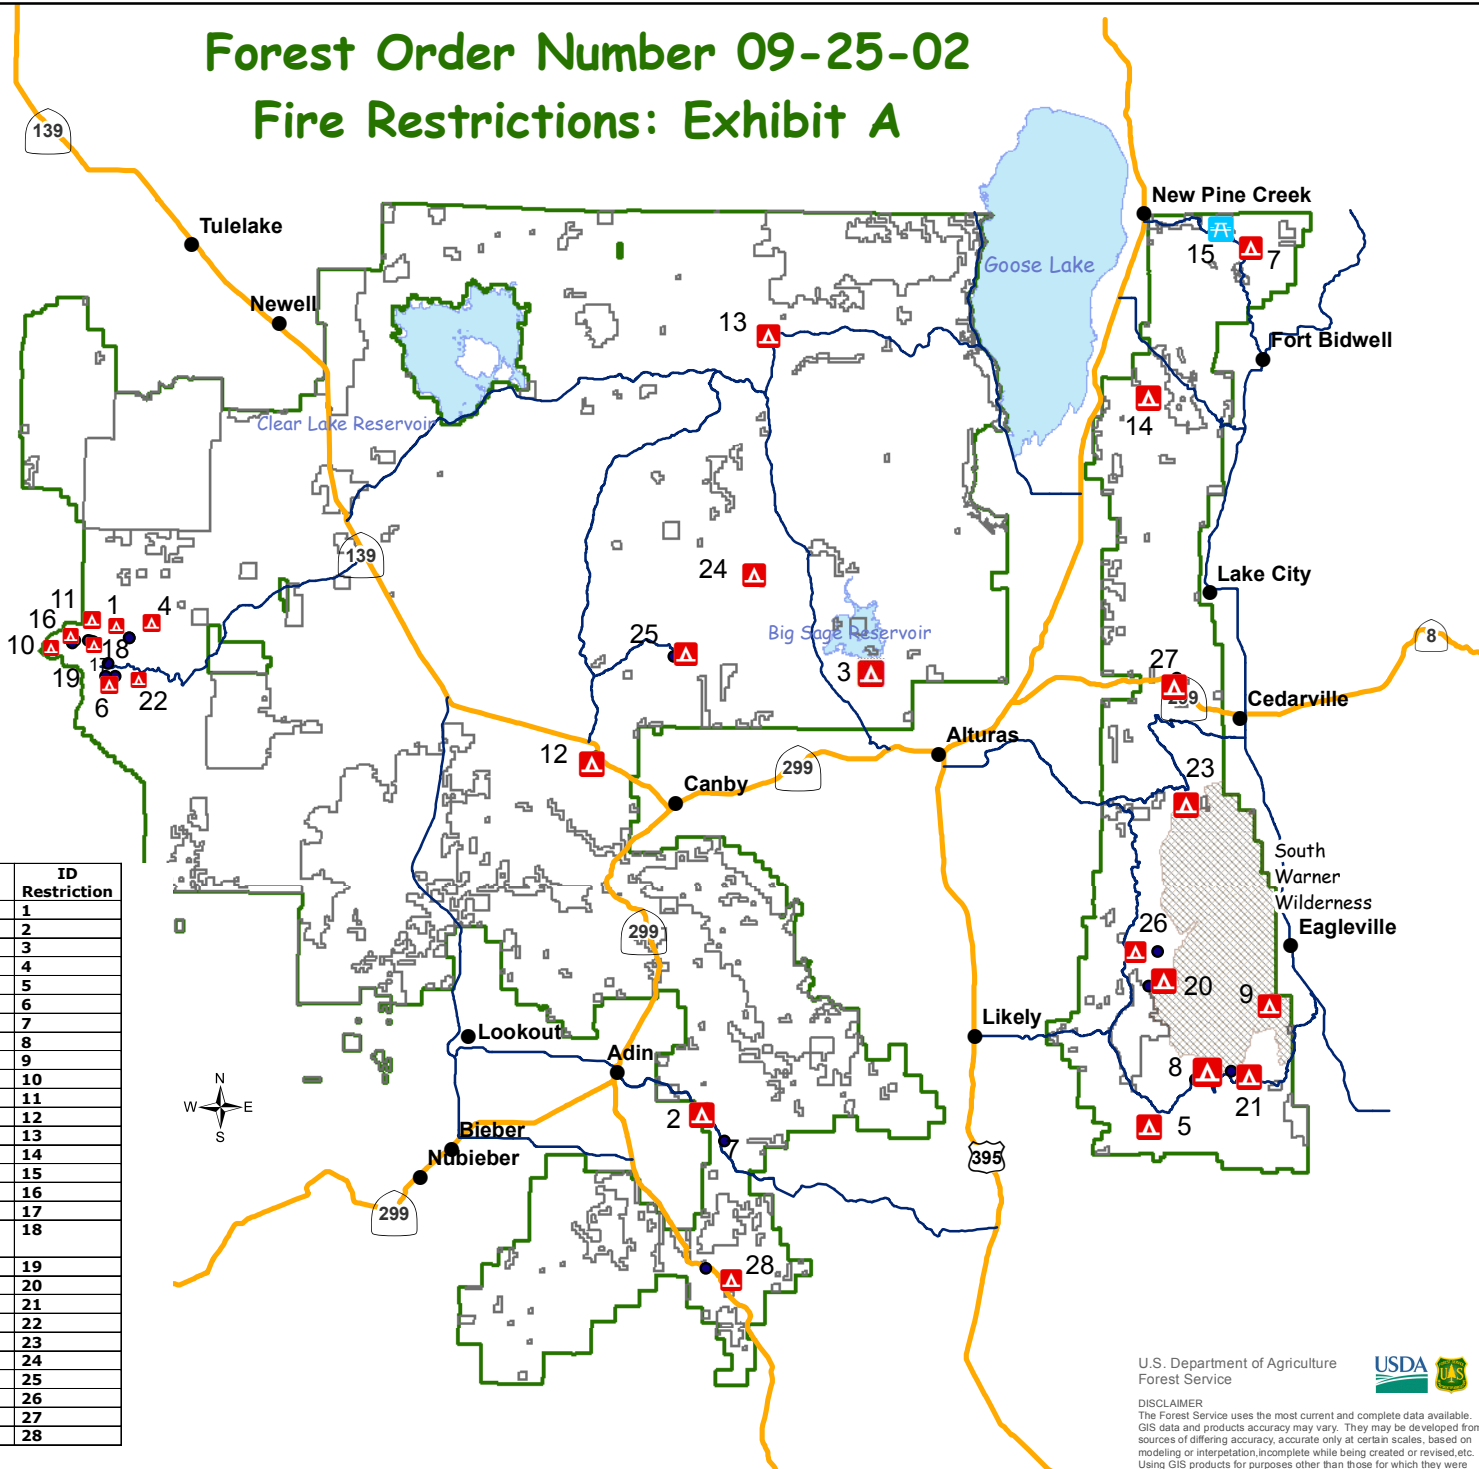 Forest Order Number 09-25-02
Fire Restrictions: Exhibit A
139
Tulelake
Newell
New Pine Creek
15
7
Goose Lake
13
Fort Bidwell
Clear Lake Reservoir
14
139
24
Lake City
11
1
4
16
10
18
19
6
22
25
Big Sage Reservoir
3
8
27
299
Cedarville
12
Alturas
299
Canby
23
South
Warner
Wilderness
Eagleville
299
26
20
9
Lookout
Likely
Adin
8
21
5
2
7
Bieber
Nubieber
395
299
28
N
W
E
S
ID
Restriction
1
2
3
4
5
6
7
8
9
10
11
12
13
14
15
16
17
18
19
20
21
22
23
24
25
26
27
28
U.S. Department of Agriculture
Forest Service
USDA
UAS
DISCLAIMER
The Forest Service uses the most current and complete data available.
GIS data and products accuracy may vary. They may be developed from
sources of differing accuracy, accurate only at certain scales, based on
modeling or interpetation,incomplete while being created or revised,etc.
Using GIS products for purposes other than those for which they were